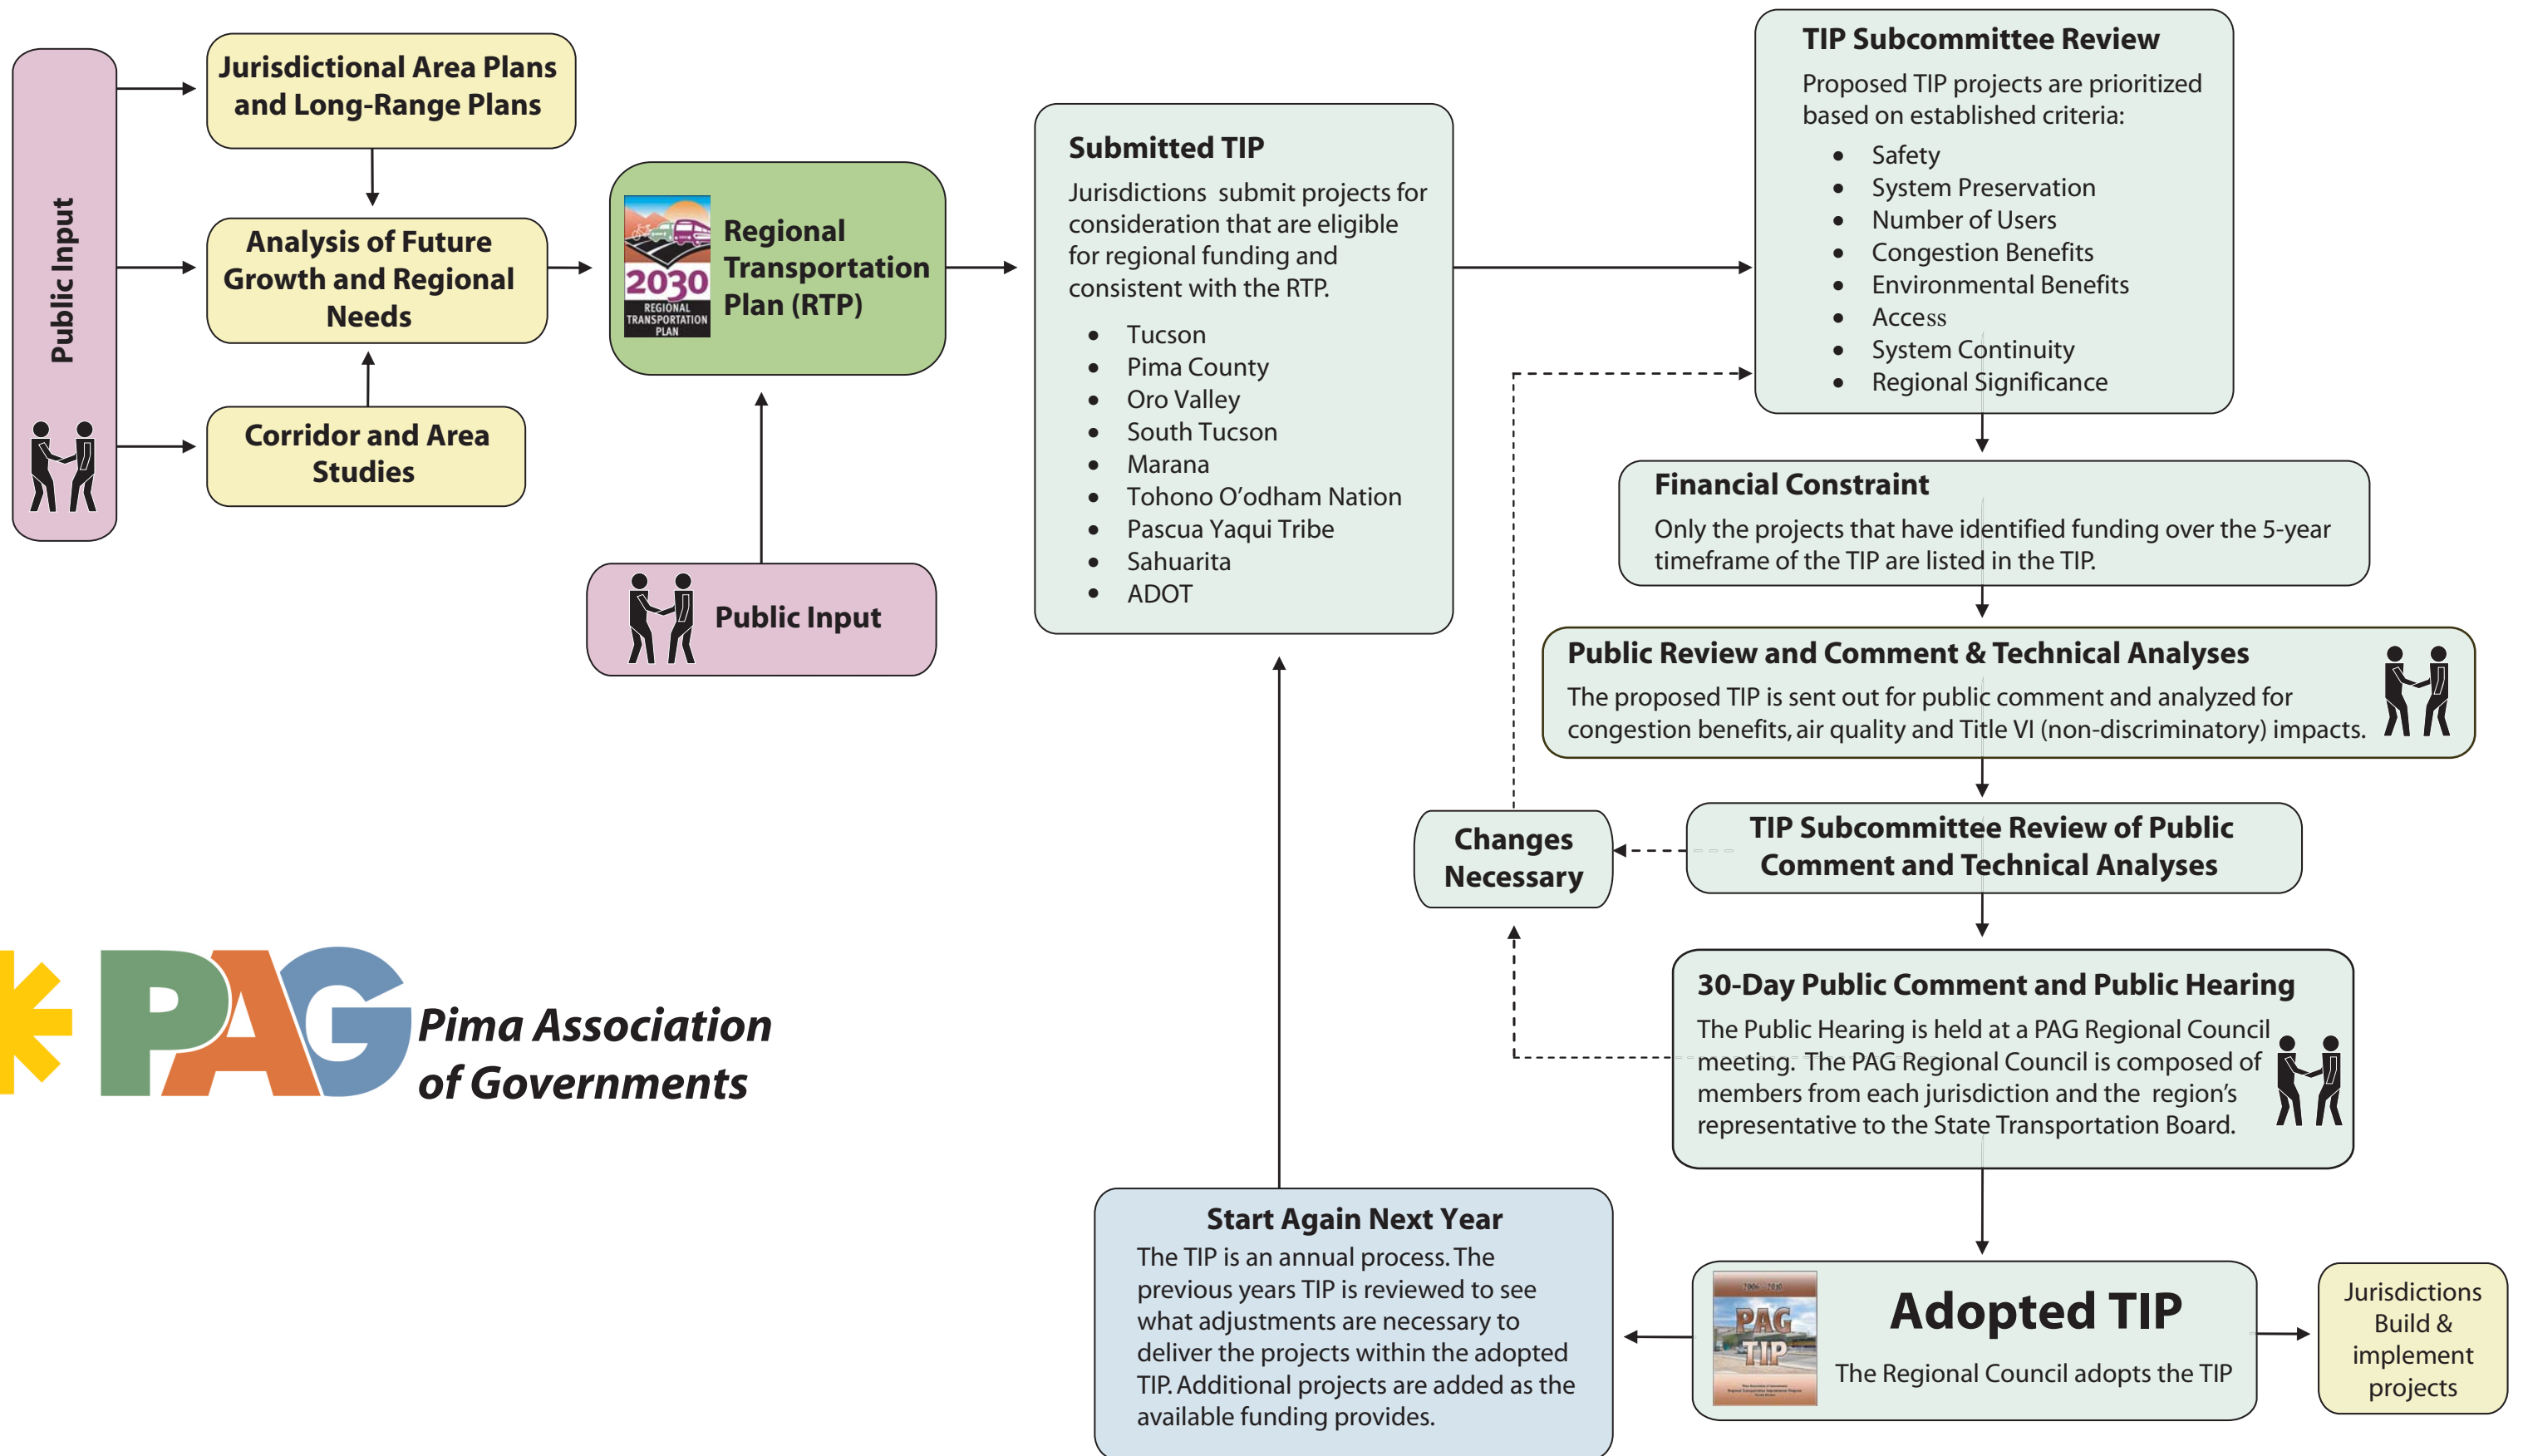 Public Input
Jurisdictional Area Plans
and Long-Range Plans
Analysis of Future
Growth and Regional
Needs
Corridor and Area
Studies
2030
REGIONAL
TRANSPORTATION
PLAN
Regional
Transportation
Plan (RTP)
Public Input
Submitted TIP
Jurisdictions submit projects for
consideration that are eligible
for regional funding and
consistent with the RTP.
• Tucson
• Pima County
• Oro Valley
• South Tucson
• Marana
• Tohono O’odham Nation
• Pascua Yaqui Tribe
• Sahuarita
• ADOT
TIP Subcommittee Review
Proposed TIP projects are prioritized
based on established criteria:
• Safety
• System Preservation
• Number of Users
• Congestion Benefits
• Environmental Benefits
• Access
• System Continuity
• Regional Significance
Financial Constraint
Only the projects that have identified funding over the 5-year
timeframe of the TIP are listed in the TIP.
Public Review and Comment & Technical Analyses
The proposed TIP is sent out for public comment and analyzed for
congestion benefits, air quality and Title VI (non-discriminatory) impacts.
Changes
Necessary
TIP Subcommittee Review of Public
Comment and Technical Analyses
30-Day Public Comment and Public Hearing
The Public Hearing is held at a PAG Regional Council
meeting. The PAG Regional Council is composed of
members from each jurisdiction and the region’s
representative to the State Transportation Board.
Start Again Next Year
The TIP is an annual process. The
previous years TIP is reviewed to see
what adjustments are necessary to
deliver the projects within the adopted
TIP. Additional projects are added as the
available funding provides.
PAG
TIP
Adopted TIP
The Regional Council adopts the TIP
Jurisdictions
Build &
implement
projects
PAG
Pima Association
of Governments